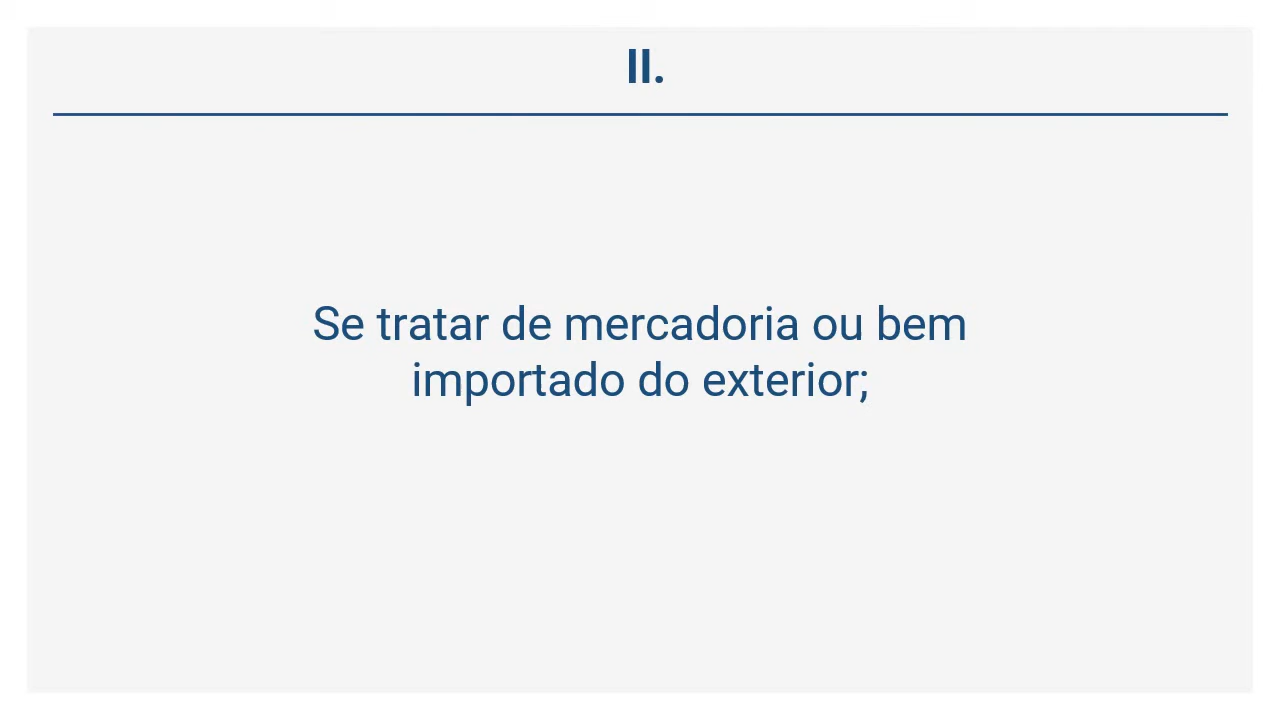 II.
Se tratar de mercadoria ou bem
importado do exterior;